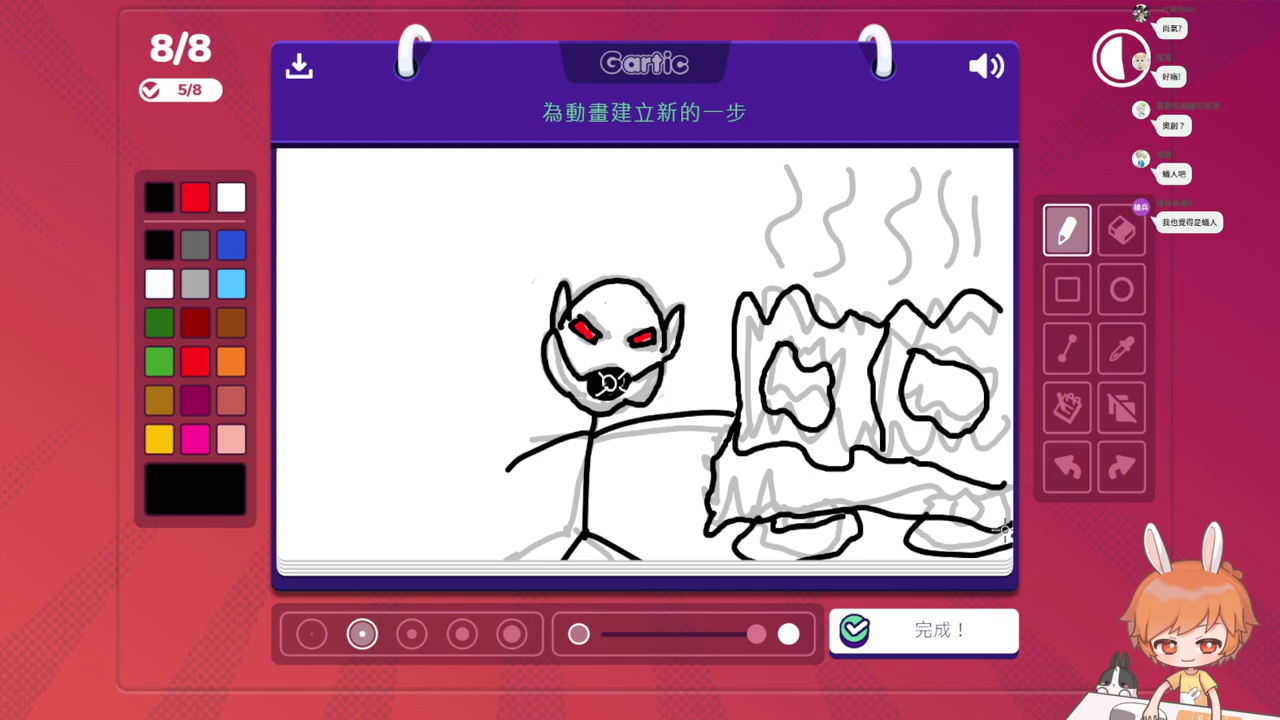 8/8
5/8
Gartic
為動畫建立新的一步
完成！
尚氣?
好痛!
奧創？
蟻人吧
我也覺得是蟻人